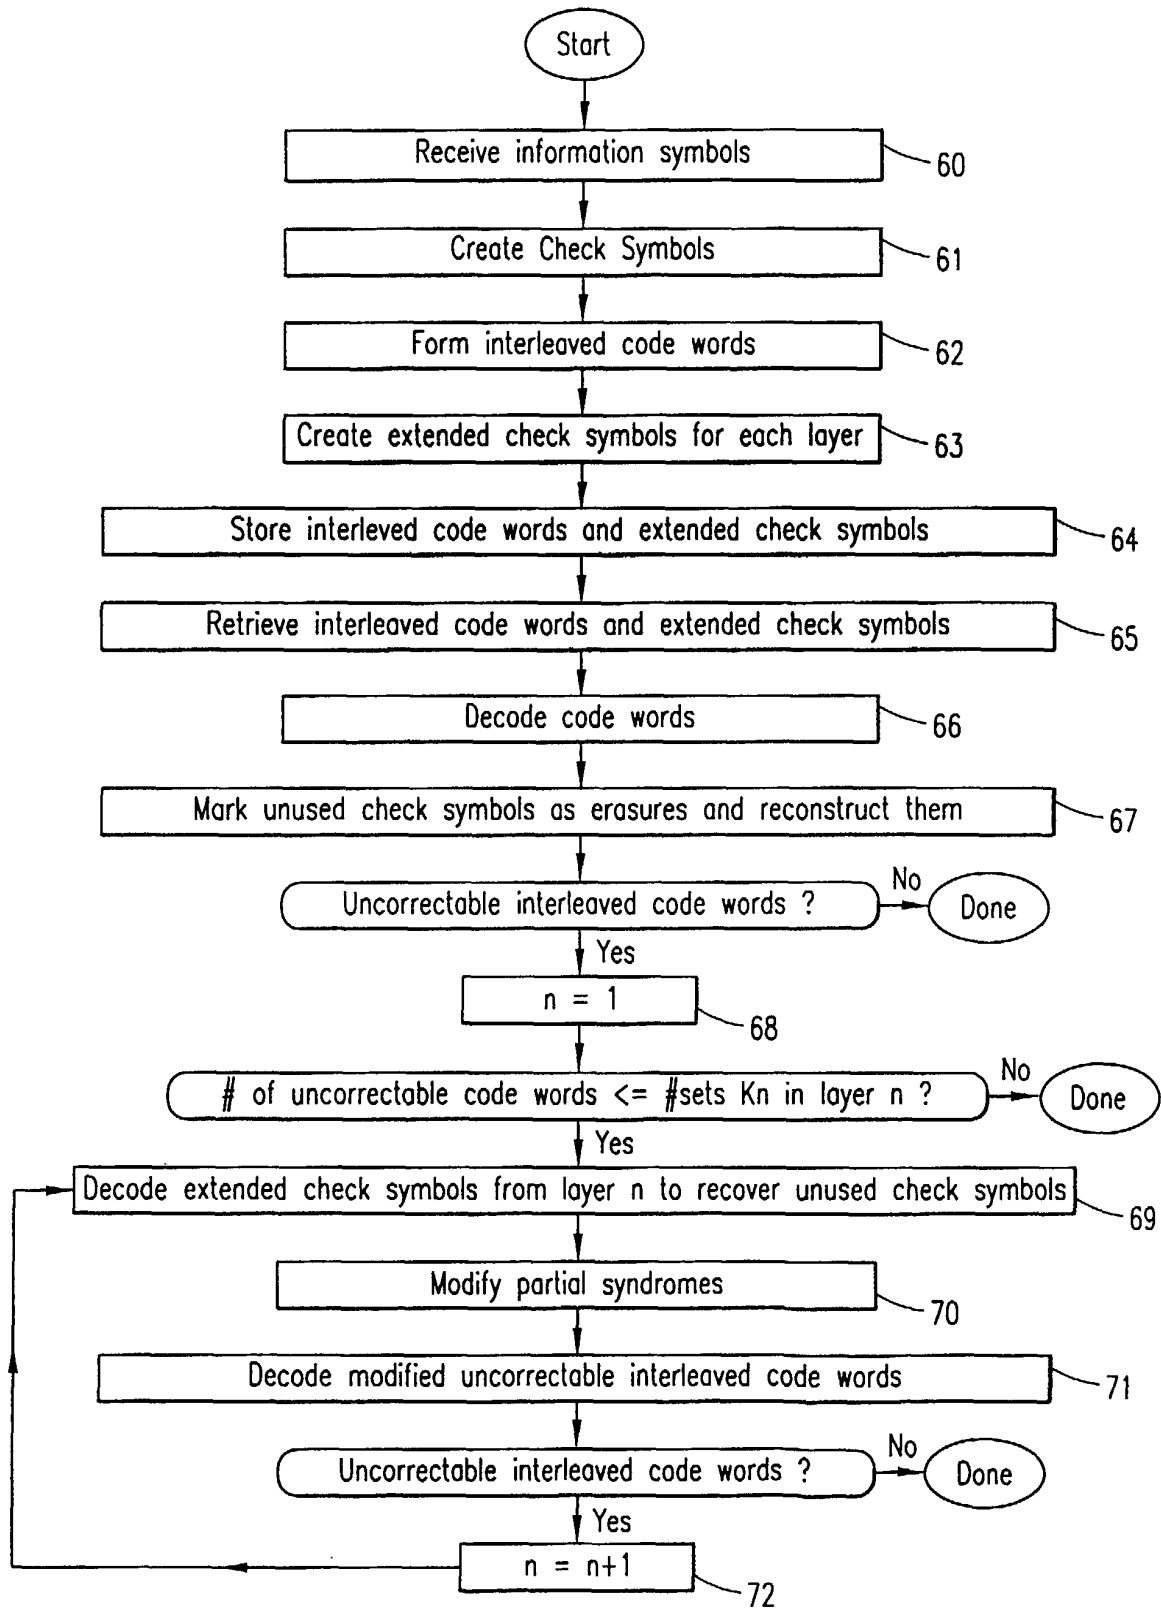 Start
Receive information symbols
60
Create Check Symbols
61
Form interleaved code words
62
Create extended check symbols for each layer
63
Store interleved code words and extended check symbols
64
Retrieve interleaved code words and extended check symbols
65
Decode code words
66
Mark unused check symbols as erasures and reconstruct them
67
Uncorrectable interleaved code words ?
No
Done
Yes
n = 1
68
# of uncorrectable code words <= #sets Kn in layer n ?
No
Done
Yes
Decode extended check symbols from layer n to recover unused check symbols
69
Modify partial syndromes
70
Decode modified uncorrectable interleaved code words
71
Uncorrectable interleaved code words ?
No
Done
Yes
n = n+1
72